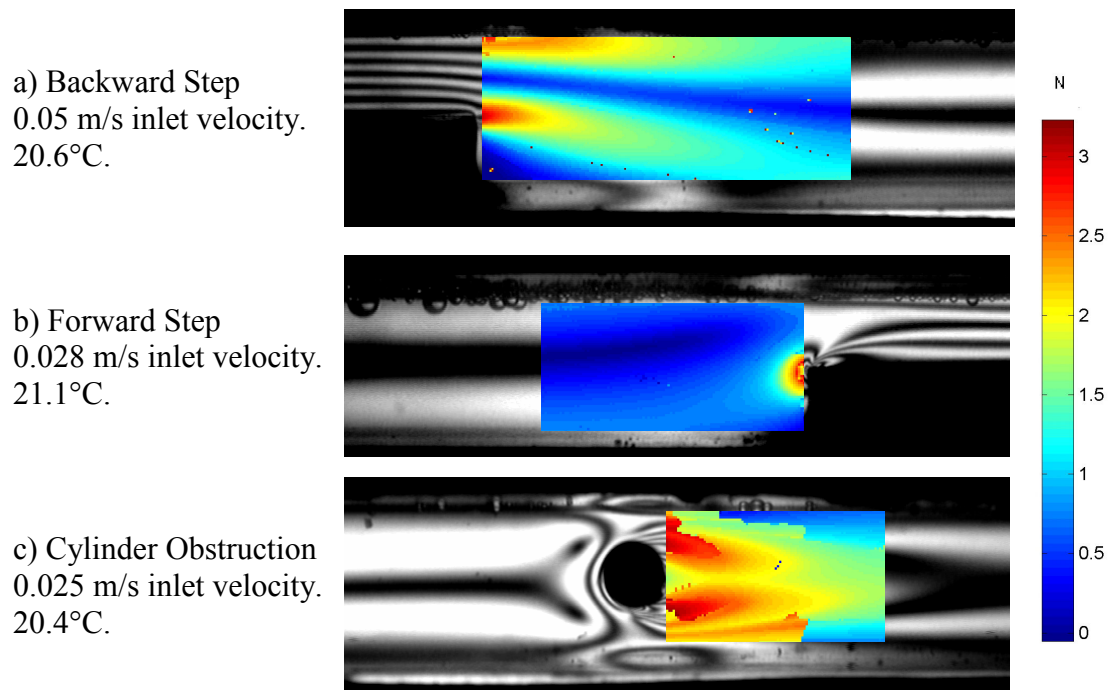 a) Backward Step
0.05 m/s inlet velocity.
20.6°C.
b) Forward Step
0.028 m/s inlet velocity.
21.1°C.
c) Cylinder Obstruction
0.025 m/s inlet velocity.
20.4°C.
N
3
2.5
2
1.5
1
0.5
0